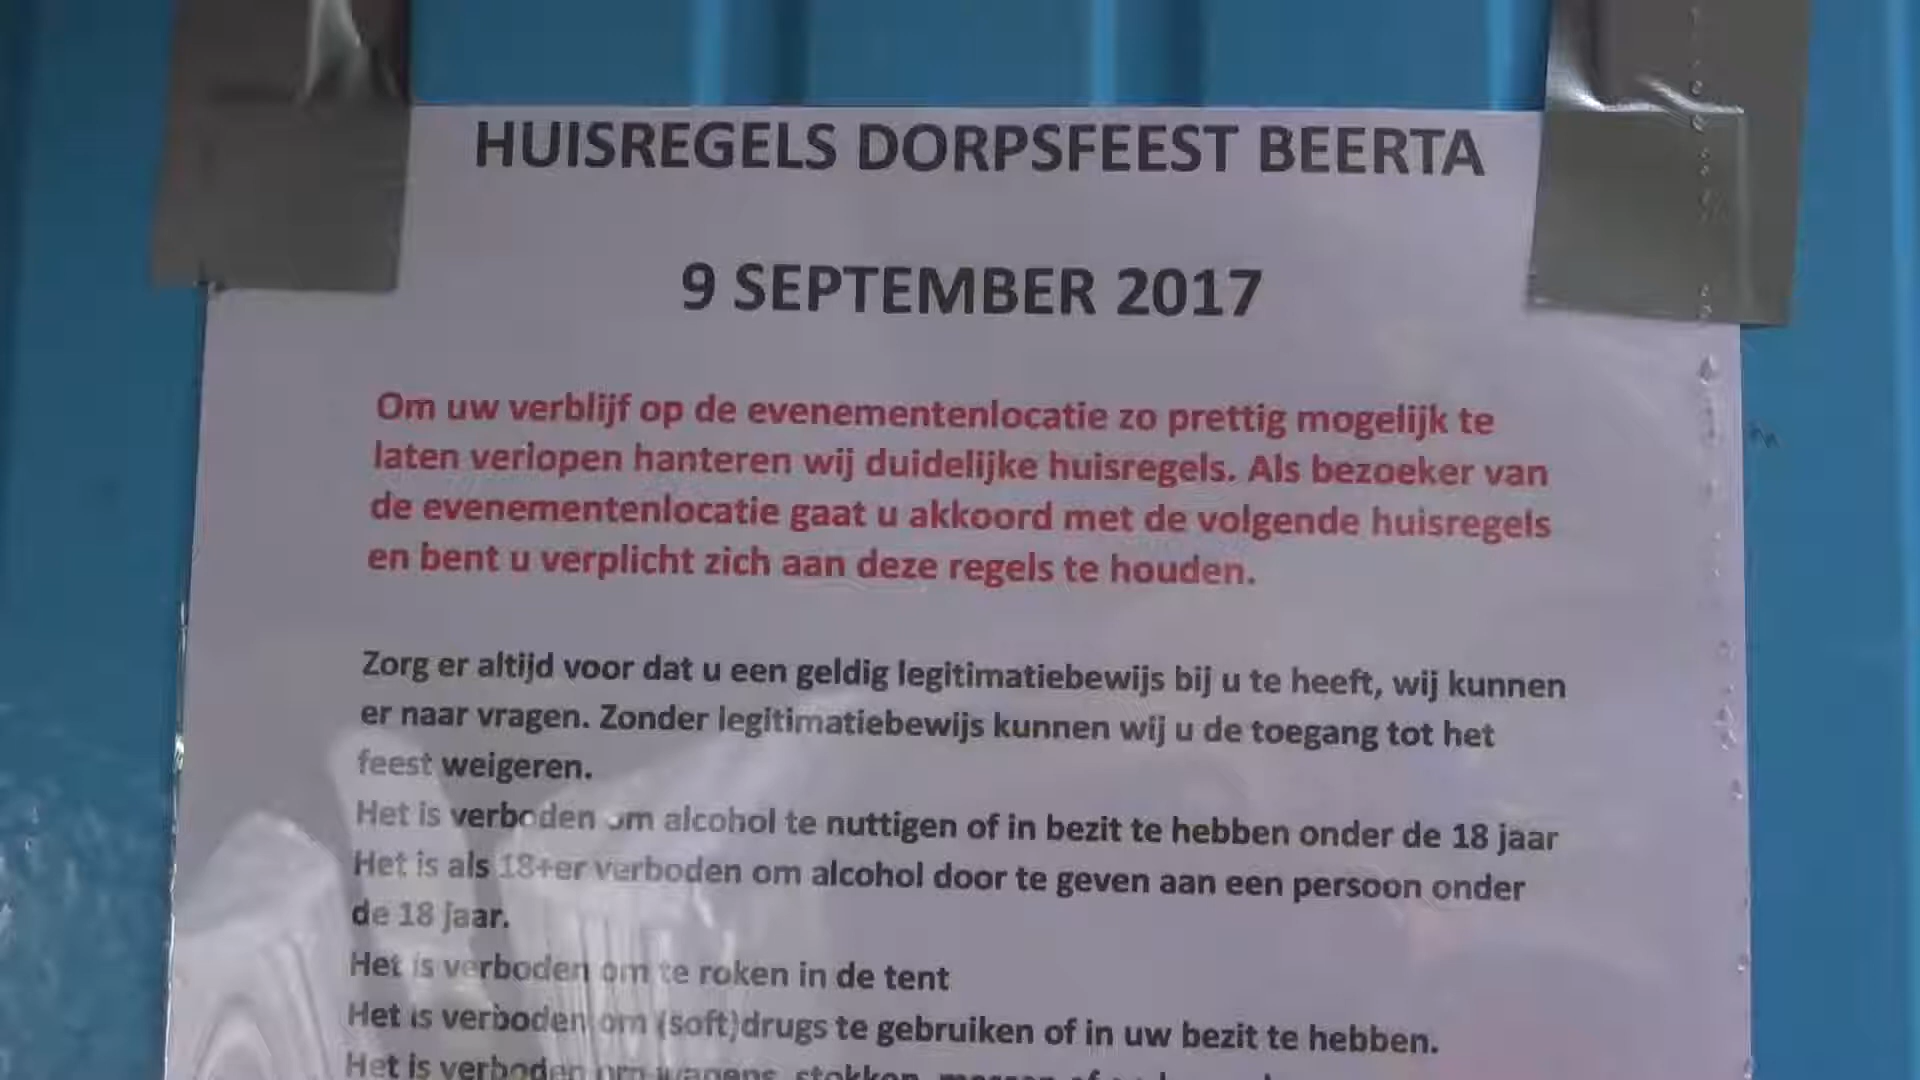 HUISREGELS DORPSFEEST BEERTA
9 SEPTEMBER 2017
Om uw verblijf op de evenementenlocatie zo prettig mogelijk te
laten verlopen hanteren wij duidelijke huisregels. Als bezoeker van
de evenementenlocatie gaat u akkoord met de volgende huisregels
en bent u verplicht zich aan deze regels te houden.
Zorg er altijd voor dat u een geldig legitimatiebewijs bij u te heeft, wij kunnen
er naar vragen. Zonder legitimatiebewijs kunnen wij u de toegang tot het
feest weigeren.
Het is verboden om alcohol te nuttigen of in bezit te hebben onder de 18 jaar
Het is als 18+er verboden om alcohol door te geven aan een persoon onder
de 18 jaar.
Het is verboden om te roken in de tent
Het is verboden om (soft)drugs te gebruiken of in uw bezit te hebben.
Het is verboden om wapens, stokken, messen of